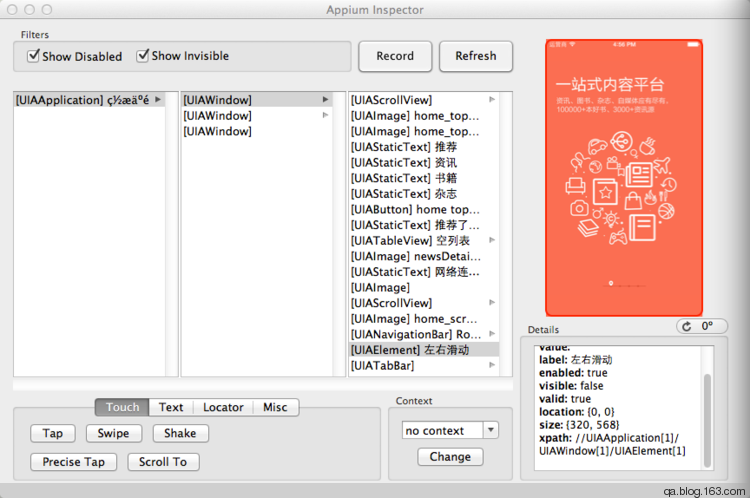 Appium Inspector
Filters
Show Disabled
Show Invisible
Record
Refresh
[UIAApplication] ç½æäºé
[UIAWindow]
[UIAWindow]
[UIAWindow]
[UIAScrollView]
[UIAImage] home_top...
[UIAImage] home_top...
[UIAStaticText] 推荐
[UIAStaticText] 资讯
[UIAStaticText] 书籍
[UIAStaticText] 杂志
[UIAButton] home top...
[UIAStaticText] 推荐了...
[UIATableView] 空列表
[UIAImage] newsDetai...
[UIAStaticText] 网络连...
[UIAImage]
[UIAScrollView]
[UIAImage] home_scr...
[UIANavigationBar] Ro...
[UIAElement] 左右滑动
[UIATabBar]
4:56 PM
一站式内容平台
资讯、图书、杂志、自媒体应有尽有,
100000+本好书, 3000+资讯源
0°
Details
value:
label: 左右滑动
enabled: true
visible: false
valid: true
location: {0, 0}
size: {320, 568}
xpath: //UIAApplication[1]/
UIAWindow[1]/UIAElement[1]
Touch
Text
Locator
Misc
Tap
Swipe
Shake
Precise Tap
Scroll To
Context
no context
Change
qa.blog.163.com